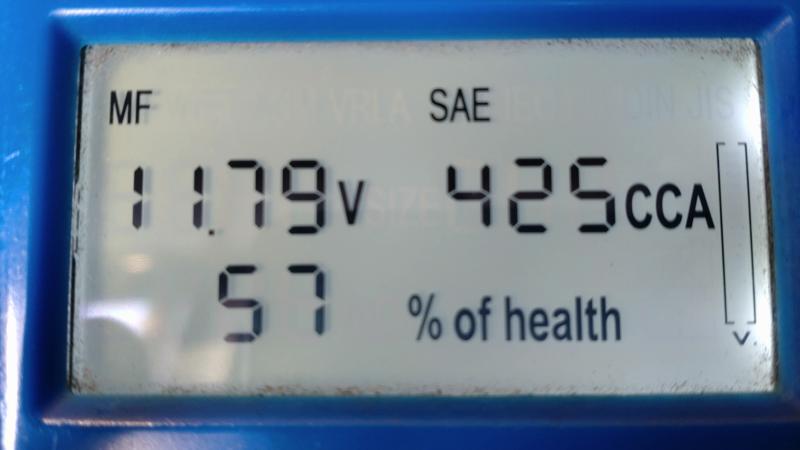 MF SAE
11.79V 425CCA
57 % of health